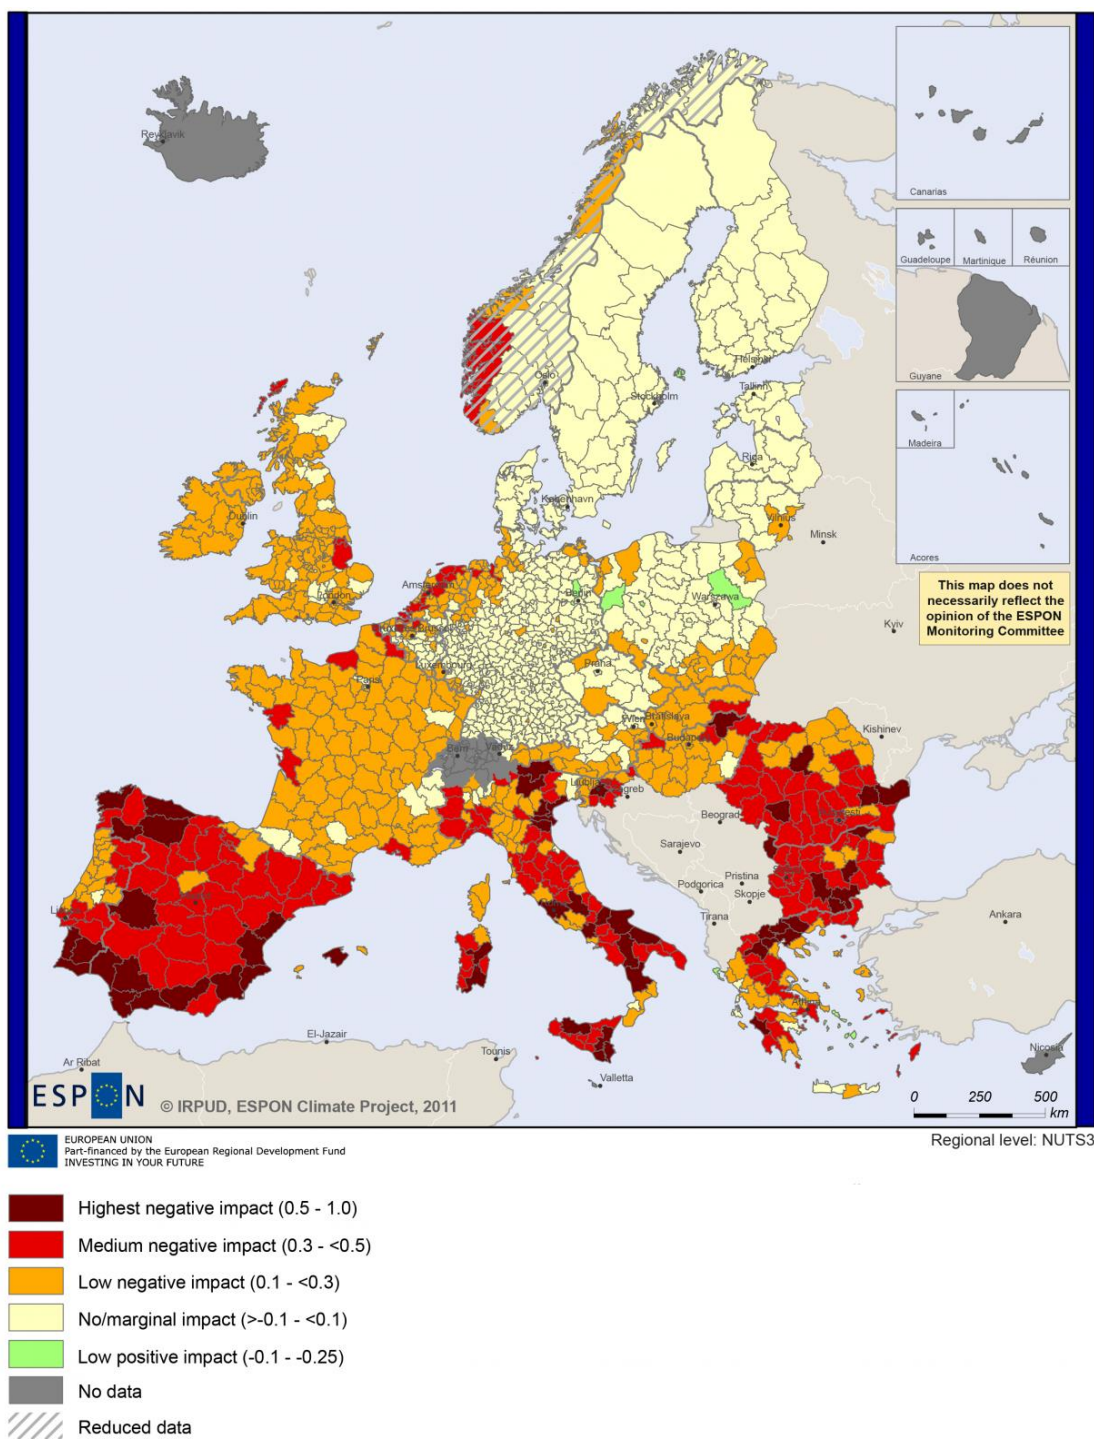 Reykjavik
Canarias
Guadeloupe
Martinique
Réunion
Guyane
Madeira
Acores
Helsinki
Oslo
Tallinn
Stockholm
Riga
København
Dublin
Vilnius
Minsk
Amsterdam
Berlin
Warszawa
London
This map does not
necessarily reflect the
opinion of the ESPON
Monitoring Committee
Kyiv
Luxembourg
Praha
Paris
Wien
Bratislava
Kishinev
Budapest
Bern
Vaduz
Ljubljana
Zagreb
Beograd
Sarajevo
Pristina
Podgorica
Skopje
Tirana
Ankara
Athina
El-Jazair
Tounis
Ar Ribat
Valletta
Nicosia
ESPON
© IRPUD, ESPON Climate Project, 2011
0 250 500
km
EUROPEAN UNION
Part-financed by the European Regional Development Fund
INVESTING IN YOUR FUTURE
Regional level: NUTS3
Highest negative impact (0.5 - 1.0)
Medium negative impact (0.3 - <0.5)
Low negative impact (0.1 - <0.3)
No/marginal impact (>-0.1 - <0.1)
Low positive impact (-0.1 - -0.25)
No data
Reduced data